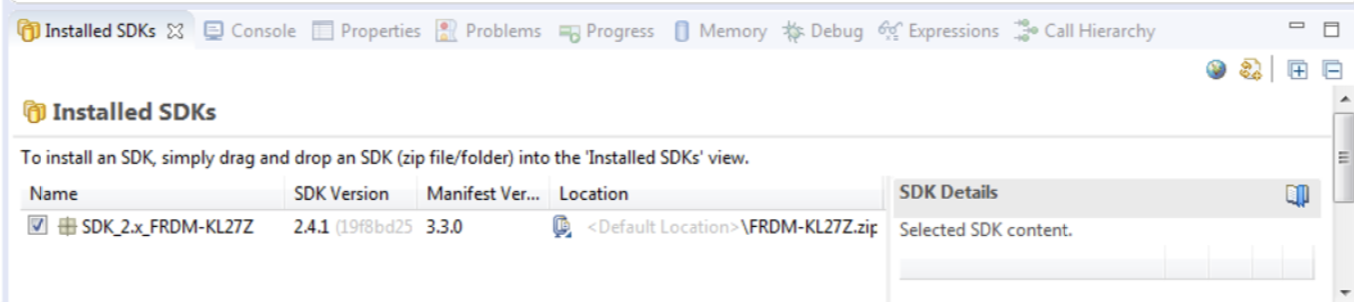 Installed SDKs Console Properties Problems Progress Memory Debug Expressions Call Hierarchy
Installed SDKs
To install an SDK, simply drag and drop an SDK (zip file/folder) into the 'Installed SDKs' view.
Name SDK Version Manifest Ver... Location
SDK_2.x_FRDM-KL27Z 2.4.1 (19f8bd25 3.3.0 <Default Location>\FRDM-KL27Z.zip
SDK Details
Selected SDK content.